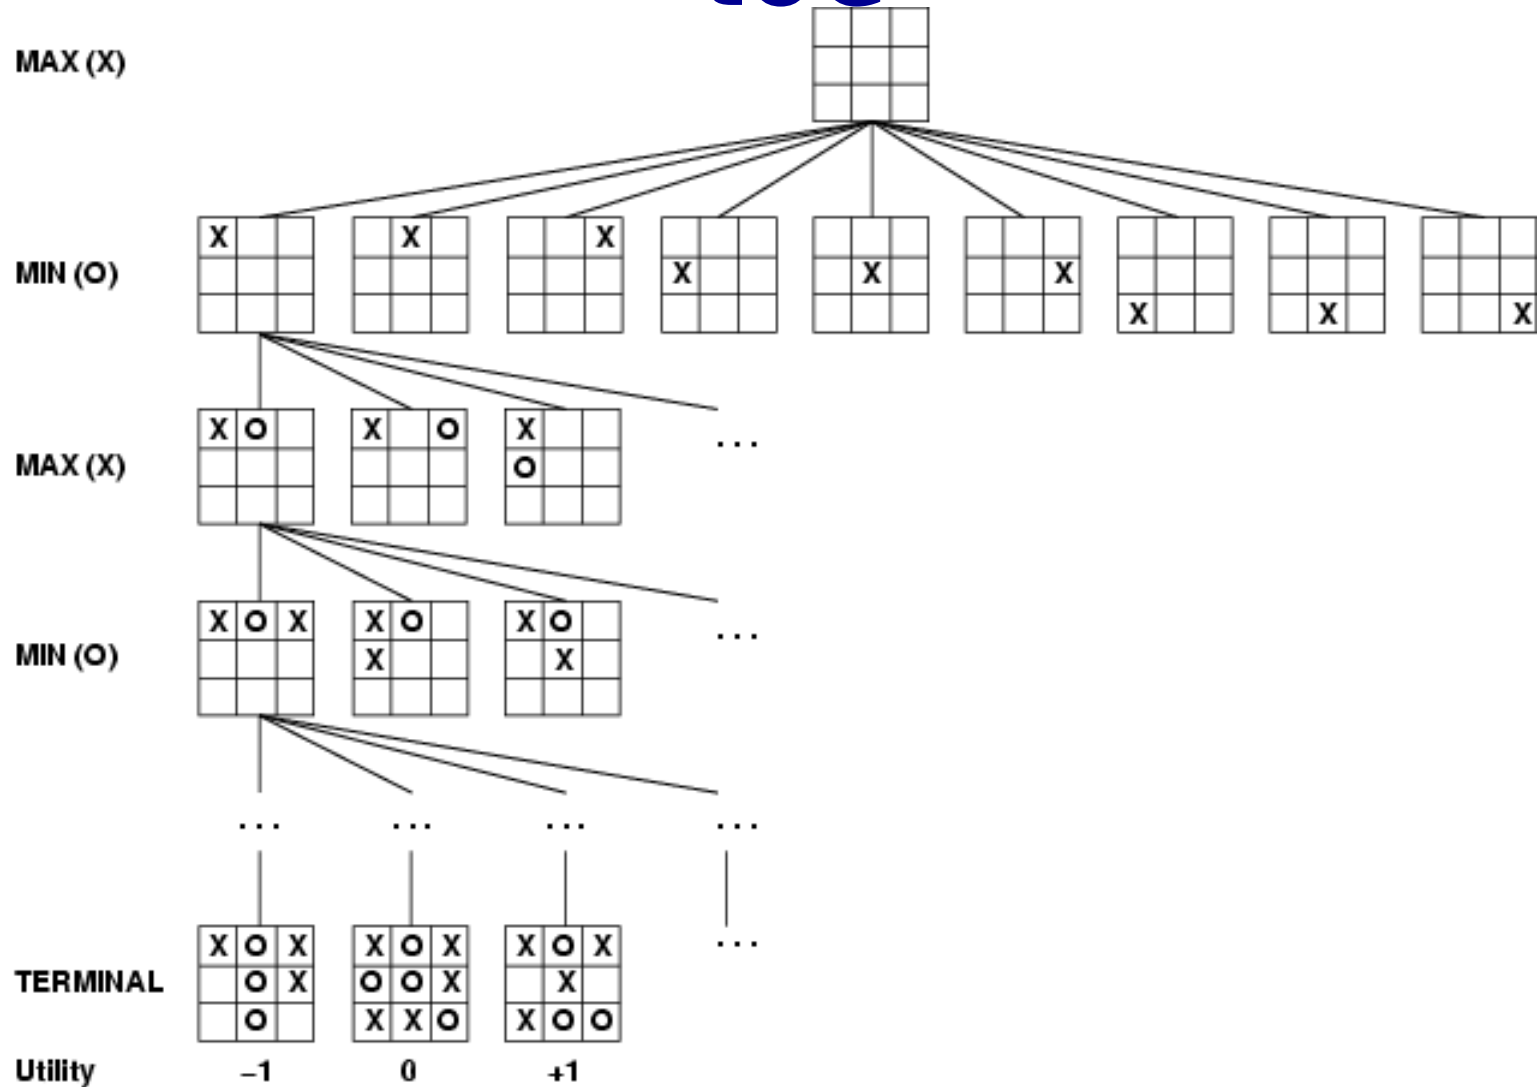 MAX (X)
X X X
MIN (O) X X X
X X X
X O X O X
MAX (X) O
...
X O X X O X O
MIN (O) X X
...
... ... ... ...
X O X X O X X O X
...
TERMINAL O X O O X X
O X X O X O O
Utility –1 0 +1